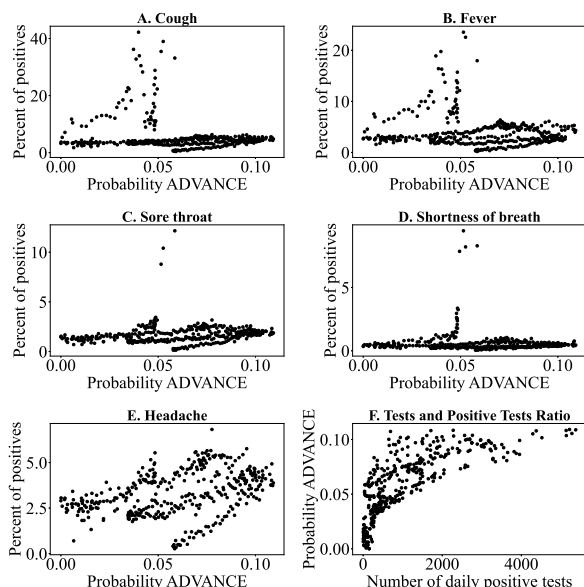 A. Cough
Percent of positives
40
20
0
0.00 0.05 0.10
Probability ADVANCE
B. Fever
Percent of positives
20
10
0
0.00 0.05 0.10
Probability ADVANCE
C. Sore throat
Percent of positives
10
5
0
0.00 0.05 0.10
Probability ADVANCE
D. Shortness of breath
Percent of positives
5
0
0.00 0.05 0.10
Probability ADVANCE
E. Headache
Percent of positives
5.0
2.5
0.0
0.00 0.05 0.10
Probability ADVANCE
F. Tests and Positive Tests Ratio
Probability ADVANCE
0.10
0.05
0.00
0 2000 4000
Number of daily positive tests